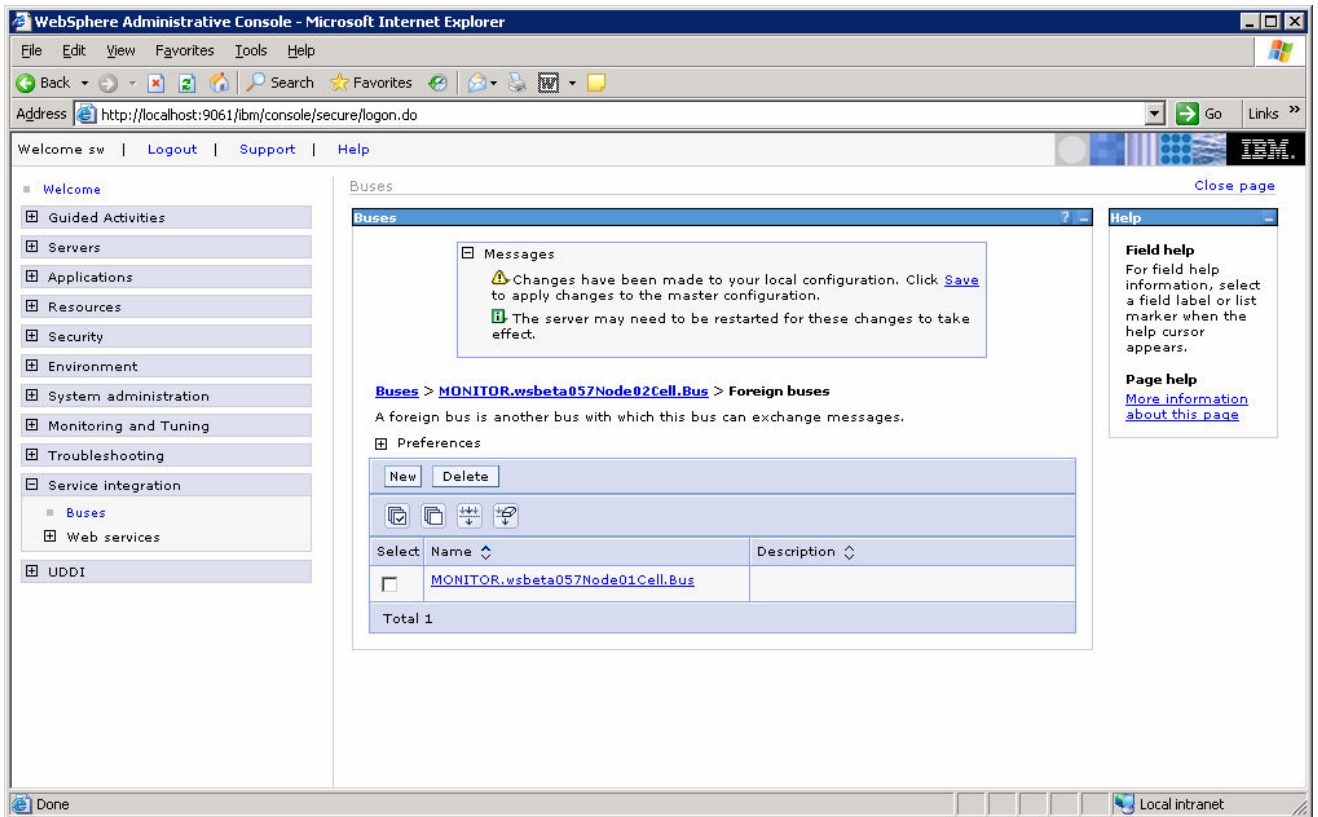 WebSphere Administrative Console - Microsoft Internet Explorer
File Edit View Favorites Tools Help
Back Search Favorites
Address http://localhost:9061/ibm/console/secure/logon.do Go Links »
Welcome sw | Logout | Support | Help IBM.
Welcome
Guided Activities
Servers
Applications
Resources
Security
Environment
System administration
Monitoring and Tuning
Troubleshooting
Service integration
Buses
Web services
UDDI
Buses Close page
Buses ? -
Messages
Changes have been made to your local configuration. Click Save
to apply changes to the master configuration.
The server may need to be restarted for these changes to take
effect.
Buses > MONITOR.wsbeta057Node02Cell.Bus > Foreign buses
A foreign bus is another bus with which this bus can exchange messages.
Preferences
New Delete
Select Name Description
MONITOR.wsbeta057Node01Cell.Bus
Total 1
Help -
Field help
For field help
information, select
a field label or list
marker when the
help cursor
appears.
Page help
More information
about this page
Done Local intranet